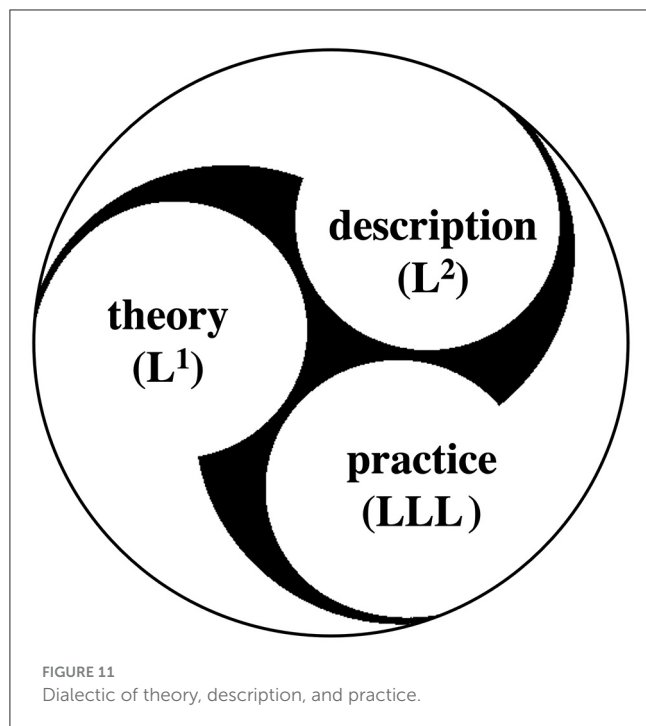 description
(L²)
theory
(L¹)
practice
(LLL)
FIGURE 11
Dialectic of theory, description, and practice.